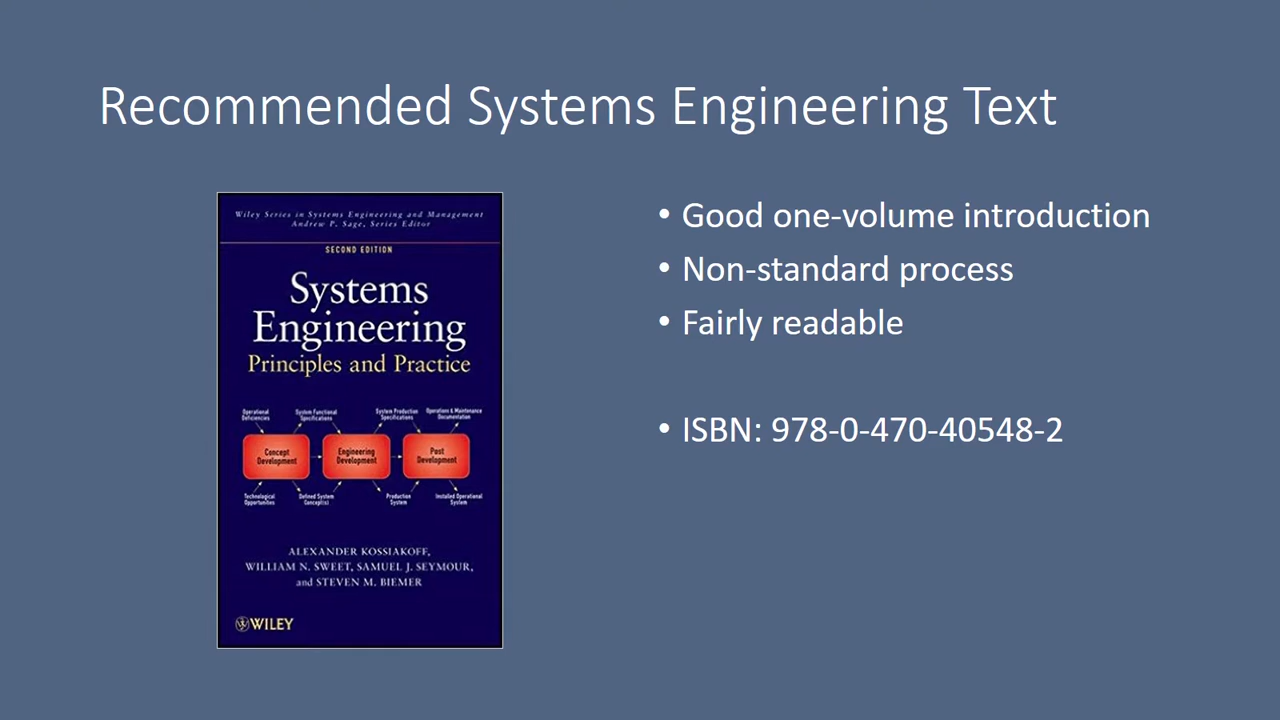 Recommended Systems Engineering Text
Wiley Series in Systems Engineering and Management
Andrew P. Sage, Series Editor
SECOND EDITION
Systems
Engineering
Principles and Practice
Operational
Deficiencies
System Functional
Specifications
System Production
Specifications
Operations & Maintenance
Documentation
Concept
Development
Engineering
Development
Post
Development
Technological
Opportunities
Defined System
Concept(s)
Production
System
Installed Operational
System
ALEXANDER KOSSIAKOFF,
WILLIAM N. SWEET, SAMUEL J. SEYMOUR,
and STEVEN M. BIEMER
WILEY
• Good one-volume introduction
• Non-standard process
• Fairly readable
• ISBN: 978-0-470-40548-2